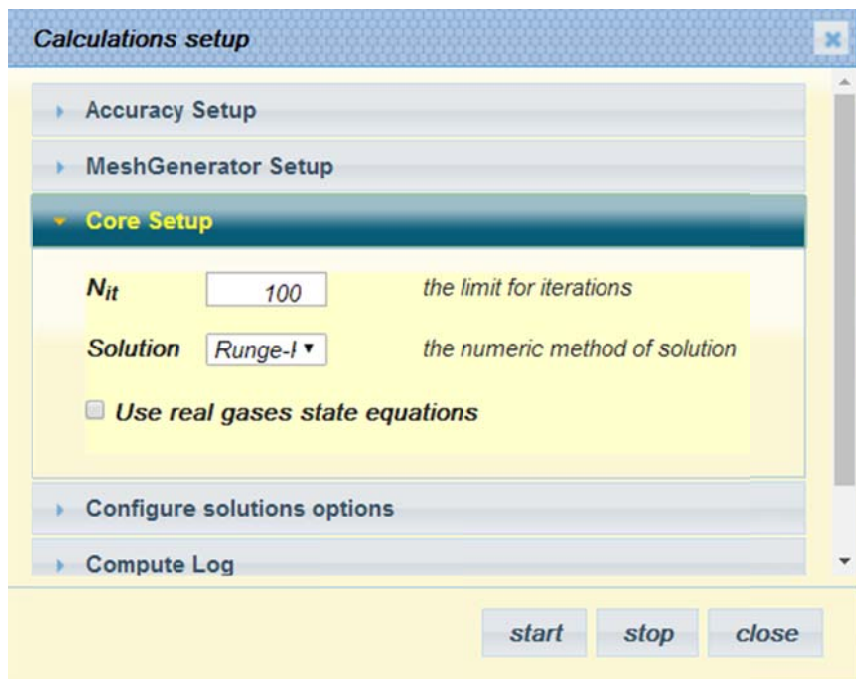 Calculations setup
Accuracy Setup
MeshGenerator Setup
Core Setup
Nit 100 the limit for iterations
Solution Runge-l the numeric method of solution
Use real gases state equations
Configure solutions options
Compute Log
start stop close